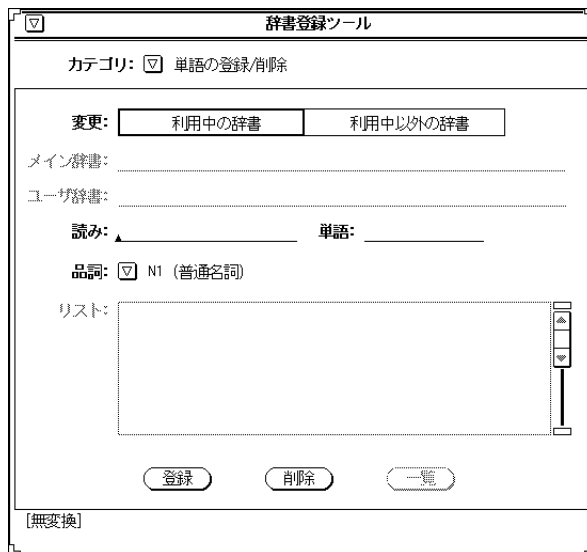 辞書登録ツール
カテゴリ: 単語の登録/削除
変更: 利用中の辞書 利用中以外の辞書
メイン辞書:
ユーザ辞書:
読み: 単語:
品詞: N1 (普通名詞)
リスト:
登録 削除 一覧
[無変換]